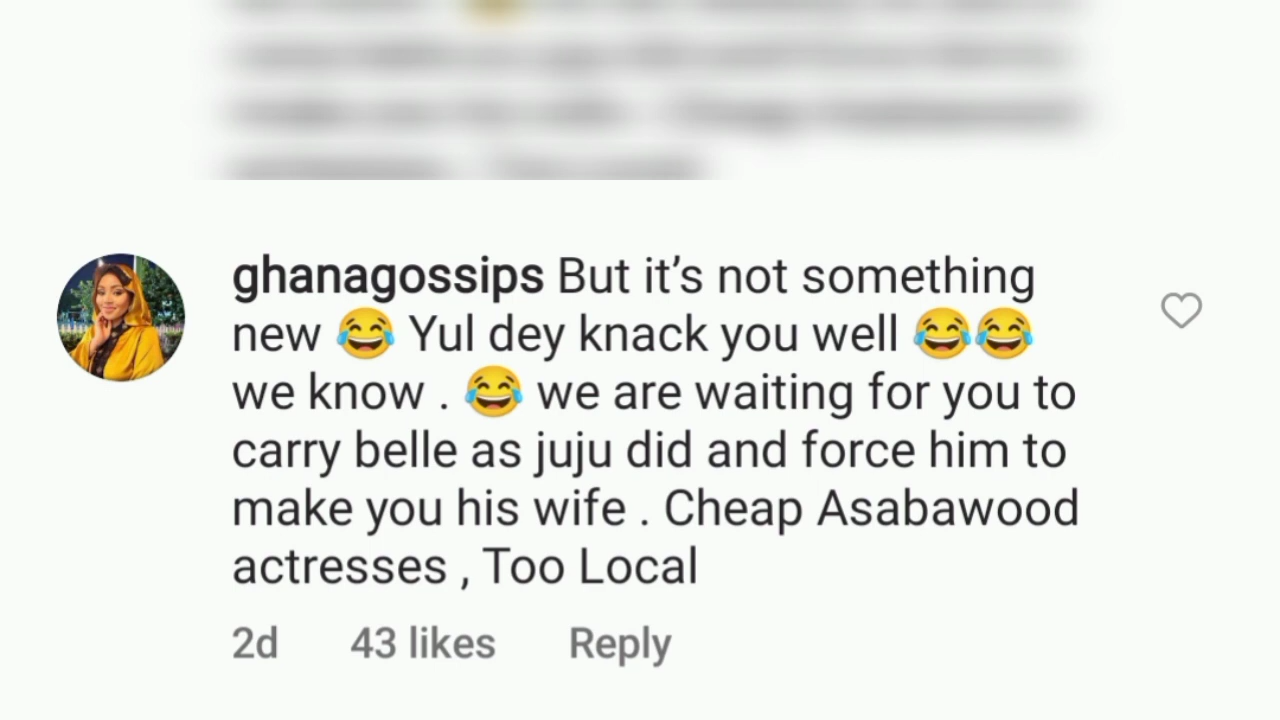 ghanagossips But it's not something
new 😂 Yul dey knack you well 😂😂
we know . 😂 we are waiting for you to
carry belle as juju did and force him to
make you his wife . Cheap Asabawood
actresses , Too Local
2d 43 likes Reply